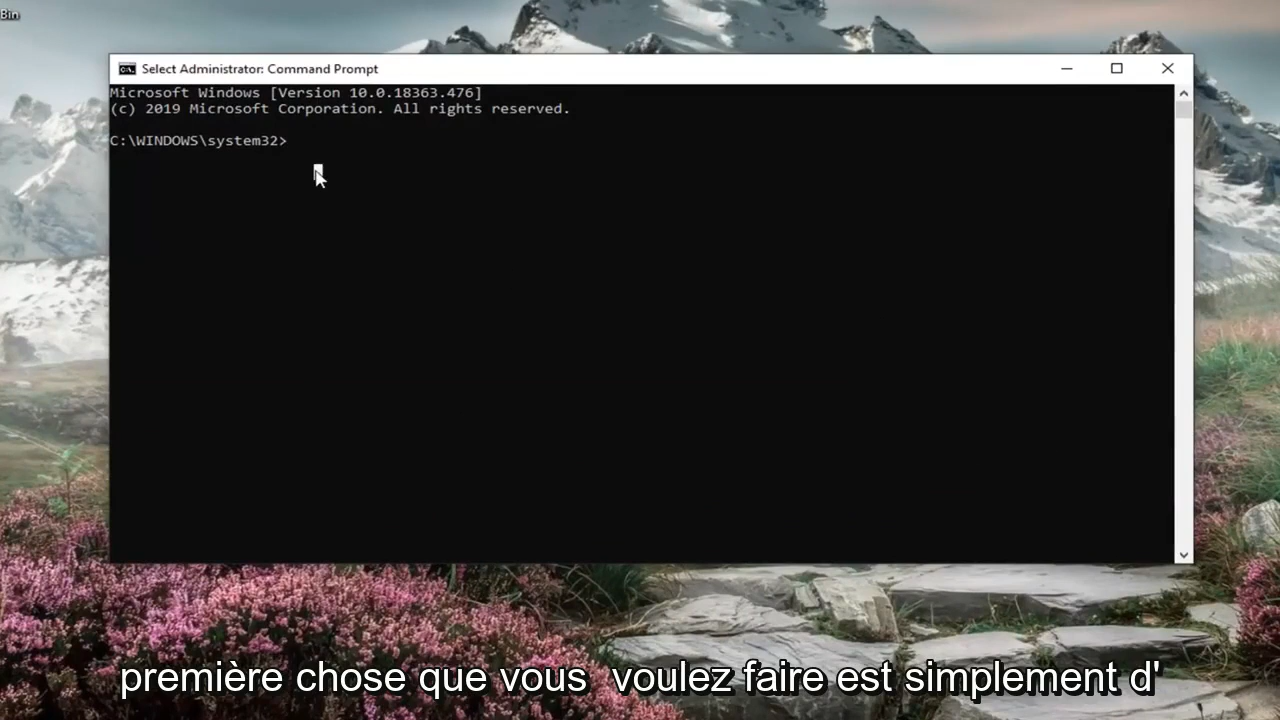 Bin
Select Administrator: Command Prompt
Microsoft Windows [Version 10.0.18363.476]
(c) 2019 Microsoft Corporation. All rights reserved.
C:\WINDOWS\system32>
première chose que vous voulez faire est simplement d'